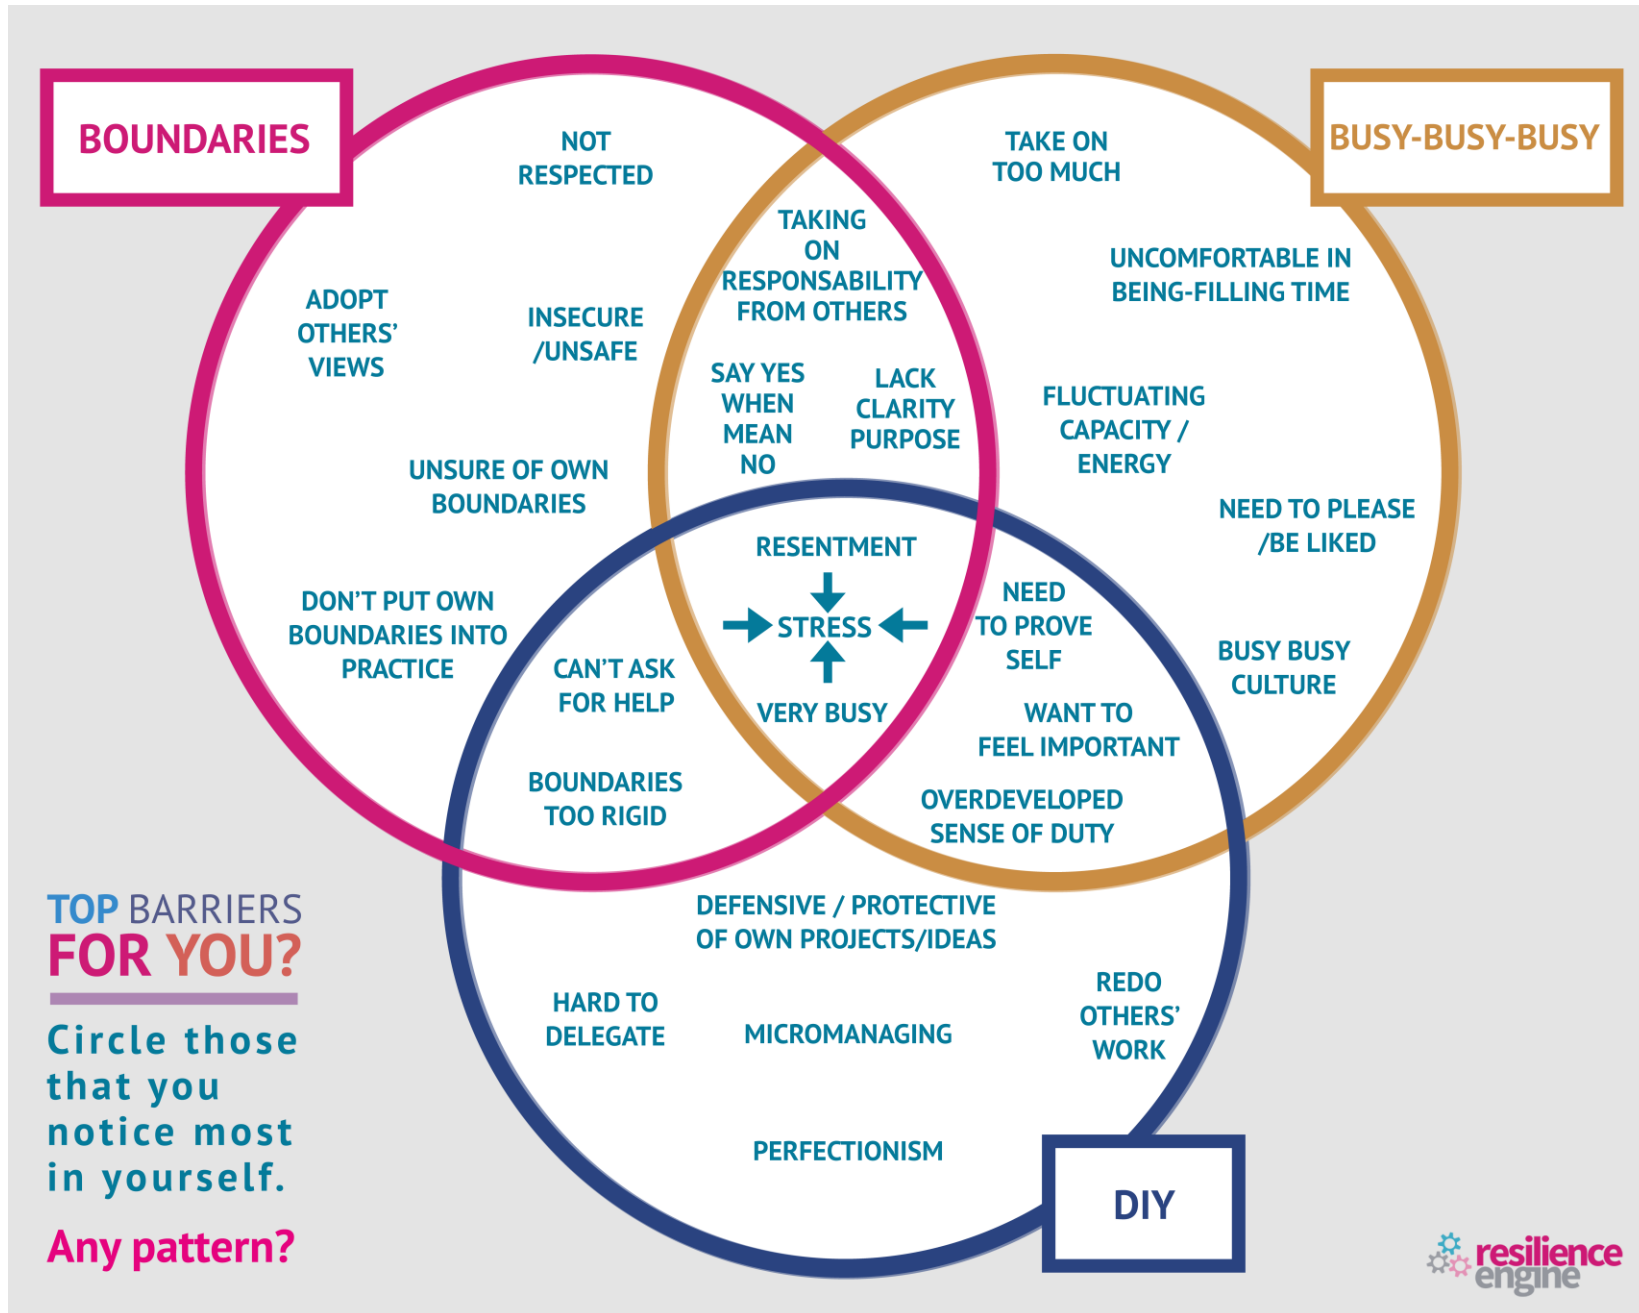 BOUNDARIES
NOT
RESPECTED
ADOPT
OTHERS'
VIEWS
INSECURE
/UNSAFE
UNSURE OF OWN
BOUNDARIES
DON'T PUT OWN
BOUNDARIES INTO
PRACTICE
TAKING
ON
RESPONSABILITY
FROM OTHERS
SAY YES
WHEN
MEAN
NO
LACK
CLARITY
PURPOSE
BUSY-BUSY-BUSY
TAKE ON
TOO MUCH
UNCOMFORTABLE IN
BEING-FILLING TIME
FLUCTUATING
CAPACITY /
ENERGY
NEED TO PLEASE
/BE LIKED
BUSY BUSY
CULTURE
RESENTMENT
STRESS
VERY BUSY
CAN'T ASK
FOR HELP
BOUNDARIES
TOO RIGID
NEED
TO PROVE
SELF
WANT TO
FEEL IMPORTANT
OVERDEVELOPED
SENSE OF DUTY
DEFENSIVE / PROTECTIVE
OF OWN PROJECTS/IDEAS
HARD TO
DELEGATE
MICROMANAGING
REDO
OTHERS'
WORK
PERFECTIONISM
DIY
TOP BARRIERS
FOR YOU?
Circle those
that you
notice most
in yourself.
Any pattern?
resilience
engine